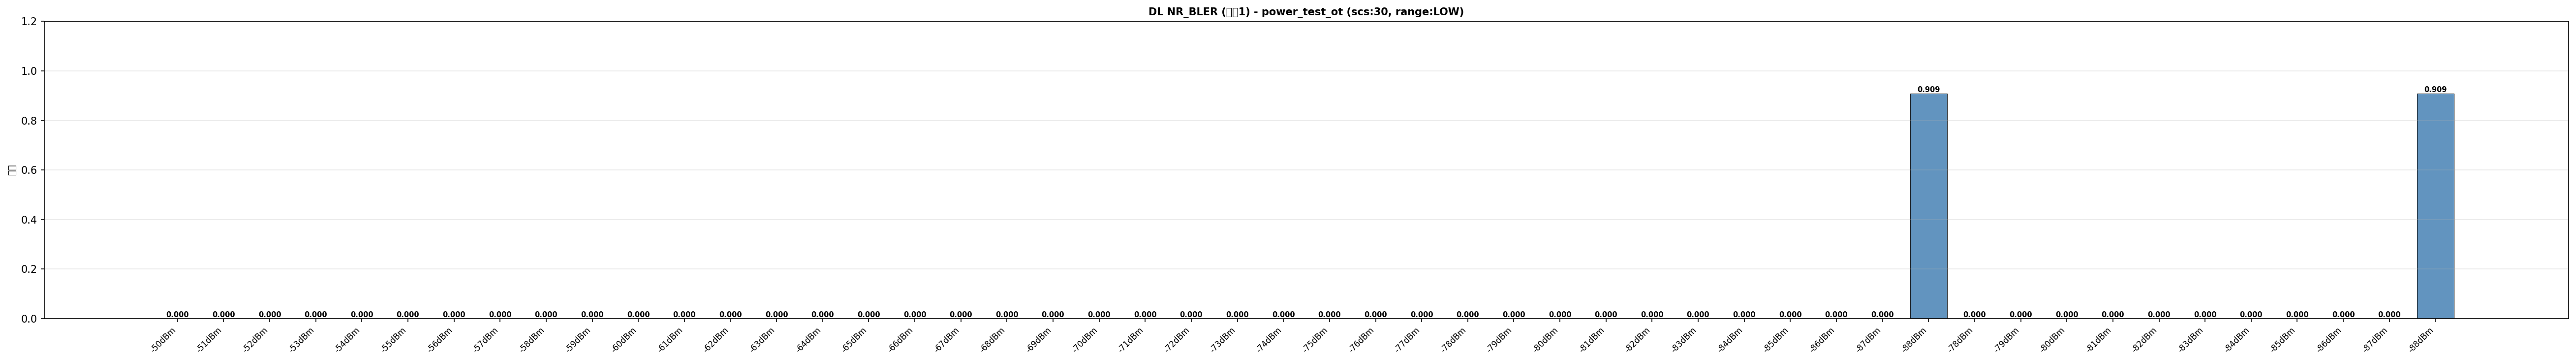 DL NR_BLER (1) - power_test_ot (scs:30, range:LOW)
1.2
1.0
0.8
0.6
0.4
0.2
0.0
0.909 0.909
0.000 0.000 0.000 0.000 0.000 0.000 0.000 0.000 0.000 0.000 0.000 0.000 0.000 0.000 0.000 0.000 0.000 0.000 0.000 0.000 0.000 0.000 0.000 0.000 0.000 0.000 0.000 0.000 0.000 0.000 0.000 0.000 0.000 0.000 0.000 0.000 0.000 0.000 0.000 0.000 0.000 0.000 0.000 0.000 0.000 0.000 0.000 0.000
-50dBm -51dBm -52dBm -53dBm -54dBm -55dBm -56dBm -57dBm -58dBm -59dBm -60dBm -61dBm -62dBm -63dBm -64dBm -65dBm -66dBm -67dBm -68dBm -69dBm -70dBm -71dBm -72dBm -73dBm -74dBm -75dBm -76dBm -77dBm -78dBm -79dBm -80dBm -81dBm -82dBm -83dBm -84dBm -85dBm -86dBm -87dBm -88dBm -78dBm -79dBm -80dBm -81dBm -82dBm -83dBm -84dBm -85dBm -86dBm -87dBm -88dBm